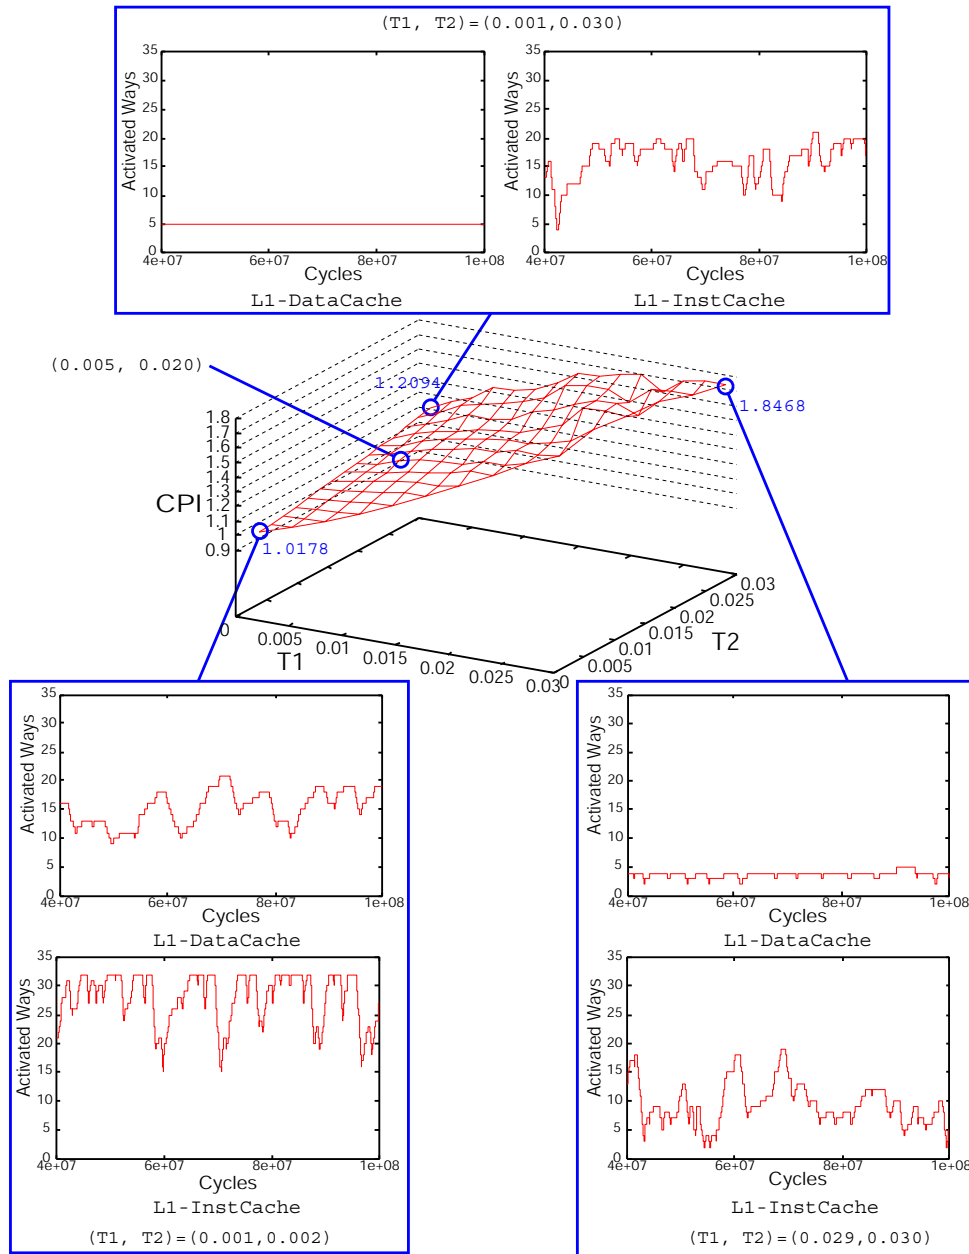 (T1, T2)=(0.001,0.030)
Activated Ways
35
30
25
20
15
10
5
0
4e+07 6e+07 8e+07 1e+08
Cycles
L1-DataCache
Activated Ways
35
30
25
20
15
10
5
0
4e+07 6e+07 8e+07 1e+08
Cycles
L1-InstCache
(0.005, 0.020)
1.2094
1.8468
1.0178
CPI
1.8
1.7
1.6
1.5
1.4
1.3
1.2
1.1
1
0.9
0 0.005 0.01 0.015 0.02 0.025 0.03
T1
0 0.005 0.01 0.015 0.02 0.025 0.03
T2
Activated Ways
35
30
25
20
15
10
5
0
4e+07 6e+07 8e+07 1e+08
Cycles
L1-DataCache
Activated Ways
35
30
25
20
15
10
5
0
4e+07 6e+07 8e+07 1e+08
Cycles
L1-InstCache
(T1, T2)=(0.001,0.002)
Activated Ways
35
30
25
20
15
10
5
0
4e+07 6e+07 8e+07 1e+08
Cycles
L1-DataCache
Activated Ways
35
30
25
20
15
10
5
0
4e+07 6e+07 8e+07 1e+08
Cycles
L1-InstCache
(T1, T2)=(0.029,0.030)